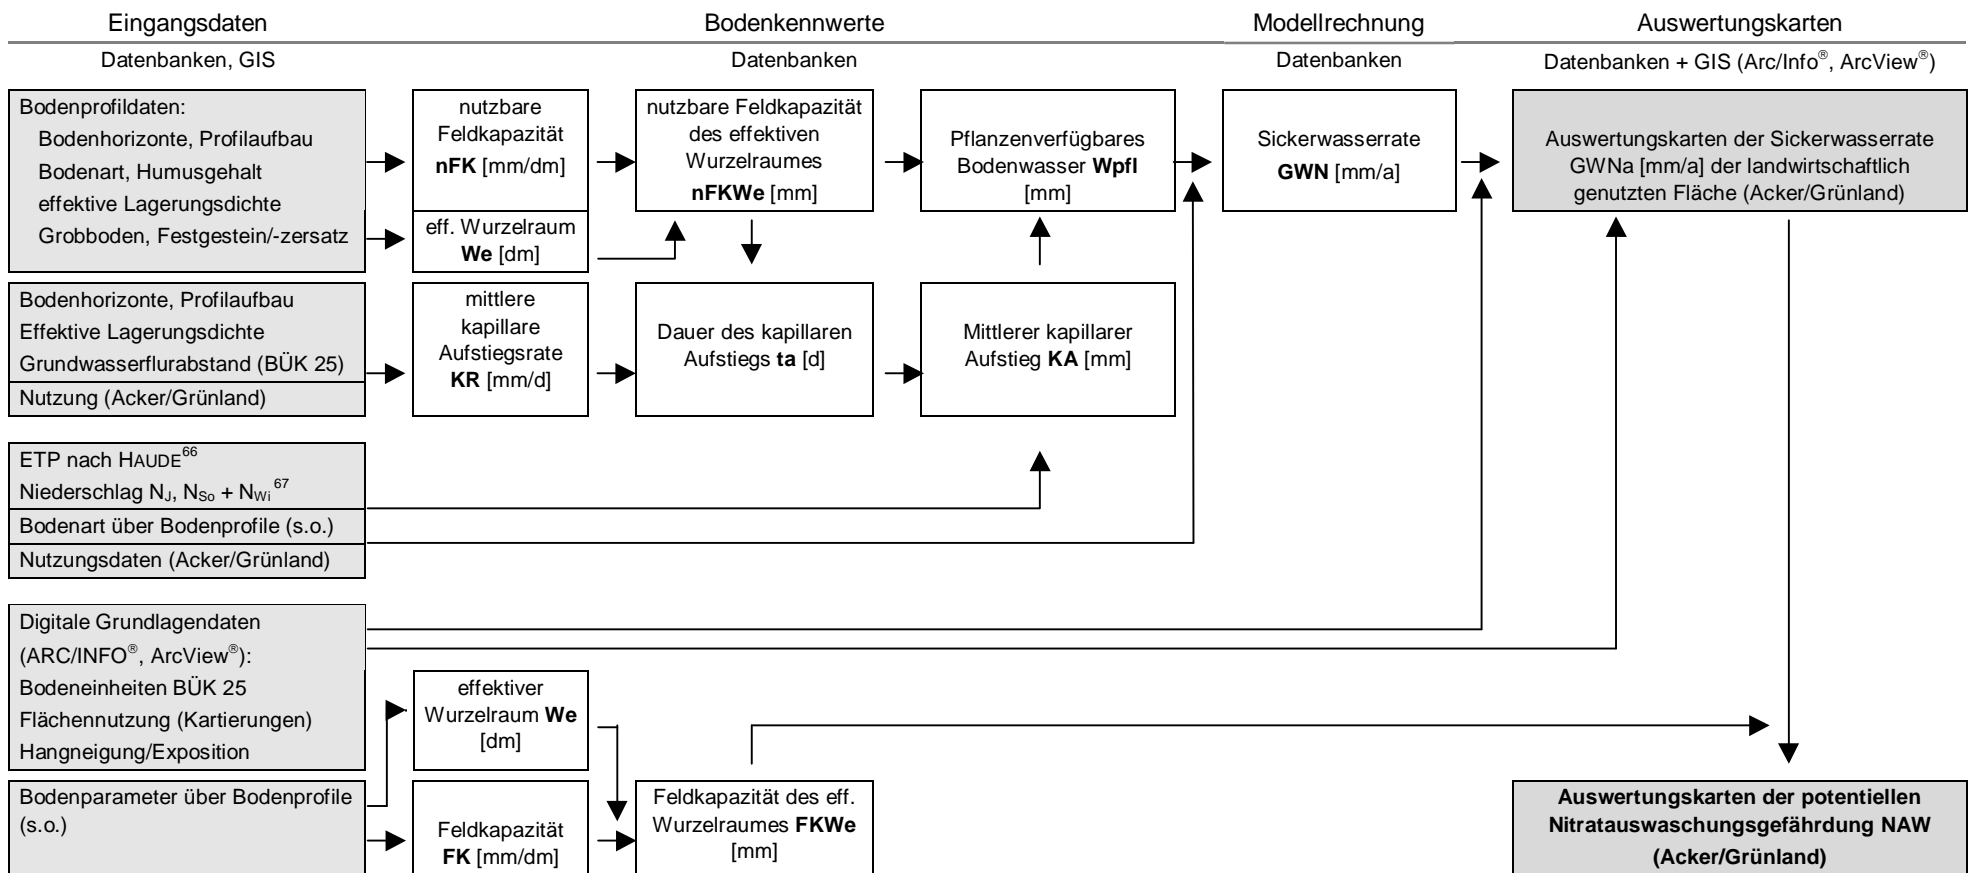 Eingangsdaten
Bodenkennwerte
Modellrechnung
Auswertungskarten
Datenbanken, GIS
Datenbanken
Datenbanken
Datenbanken + GIS (Arc/Info®, ArcView®)
Bodenprofildaten:
Bodenhorizonte, Profilaufbau
Bodenart, Humusgehalt
effektive Lagerungsdichte
Grobboden, Festgestein/-zersatz
nutzbare
Feldkapazität
nFK [mm/dm]
eff. Wurzelraum
We [dm]
nutzbare Feldkapazität
des effektiven
Wurzelraumes
nFKWe [mm]
Pflanzenverfügbares
Bodenwasser Wpfl
[mm]
Sickerwasserrate
GWN [mm/a]
Auswertungskarten der Sickerwasserrate
GWNa [mm/a] der landwirtschaftlich
genutzten Fläche (Acker/Grünland)
Bodenhorizonte, Profilaufbau
Effektive Lagerungsdichte
Grundwasserflurabstand (BÜK 25)
Nutzung (Acker/Grünland)
mittlere
kapillare
Aufstiegsrate
KR [mm/d]
Dauer des kapillaren
Aufstiegs ta [d]
Mittlerer kapillarer
Aufstieg KA [mm]
ETP nach HAUDE66
Niederschlag NJ, NSo + NWi 67
Bodenart über Bodenprofile (s.o.)
Nutzungsdaten (Acker/Grünland)
Digitale Grundlagendaten
(ARC/INFO®, ArcView®):
Bodeneinheiten BÜK 25
Flächennutzung (Kartierungen)
Hangneigung/Exposition
effektiver
Wurzelraum We
[dm]
Bodenparameter über Bodenprofile
(s.o.)
Feldkapazität
FK [mm/dm]
Feldkapazität des eff.
Wurzelraumes FKWe
[mm]
Auswertungskarten der potentiellen
Nitratauswaschungsgefährdung NAW
(Acker/Grünland)